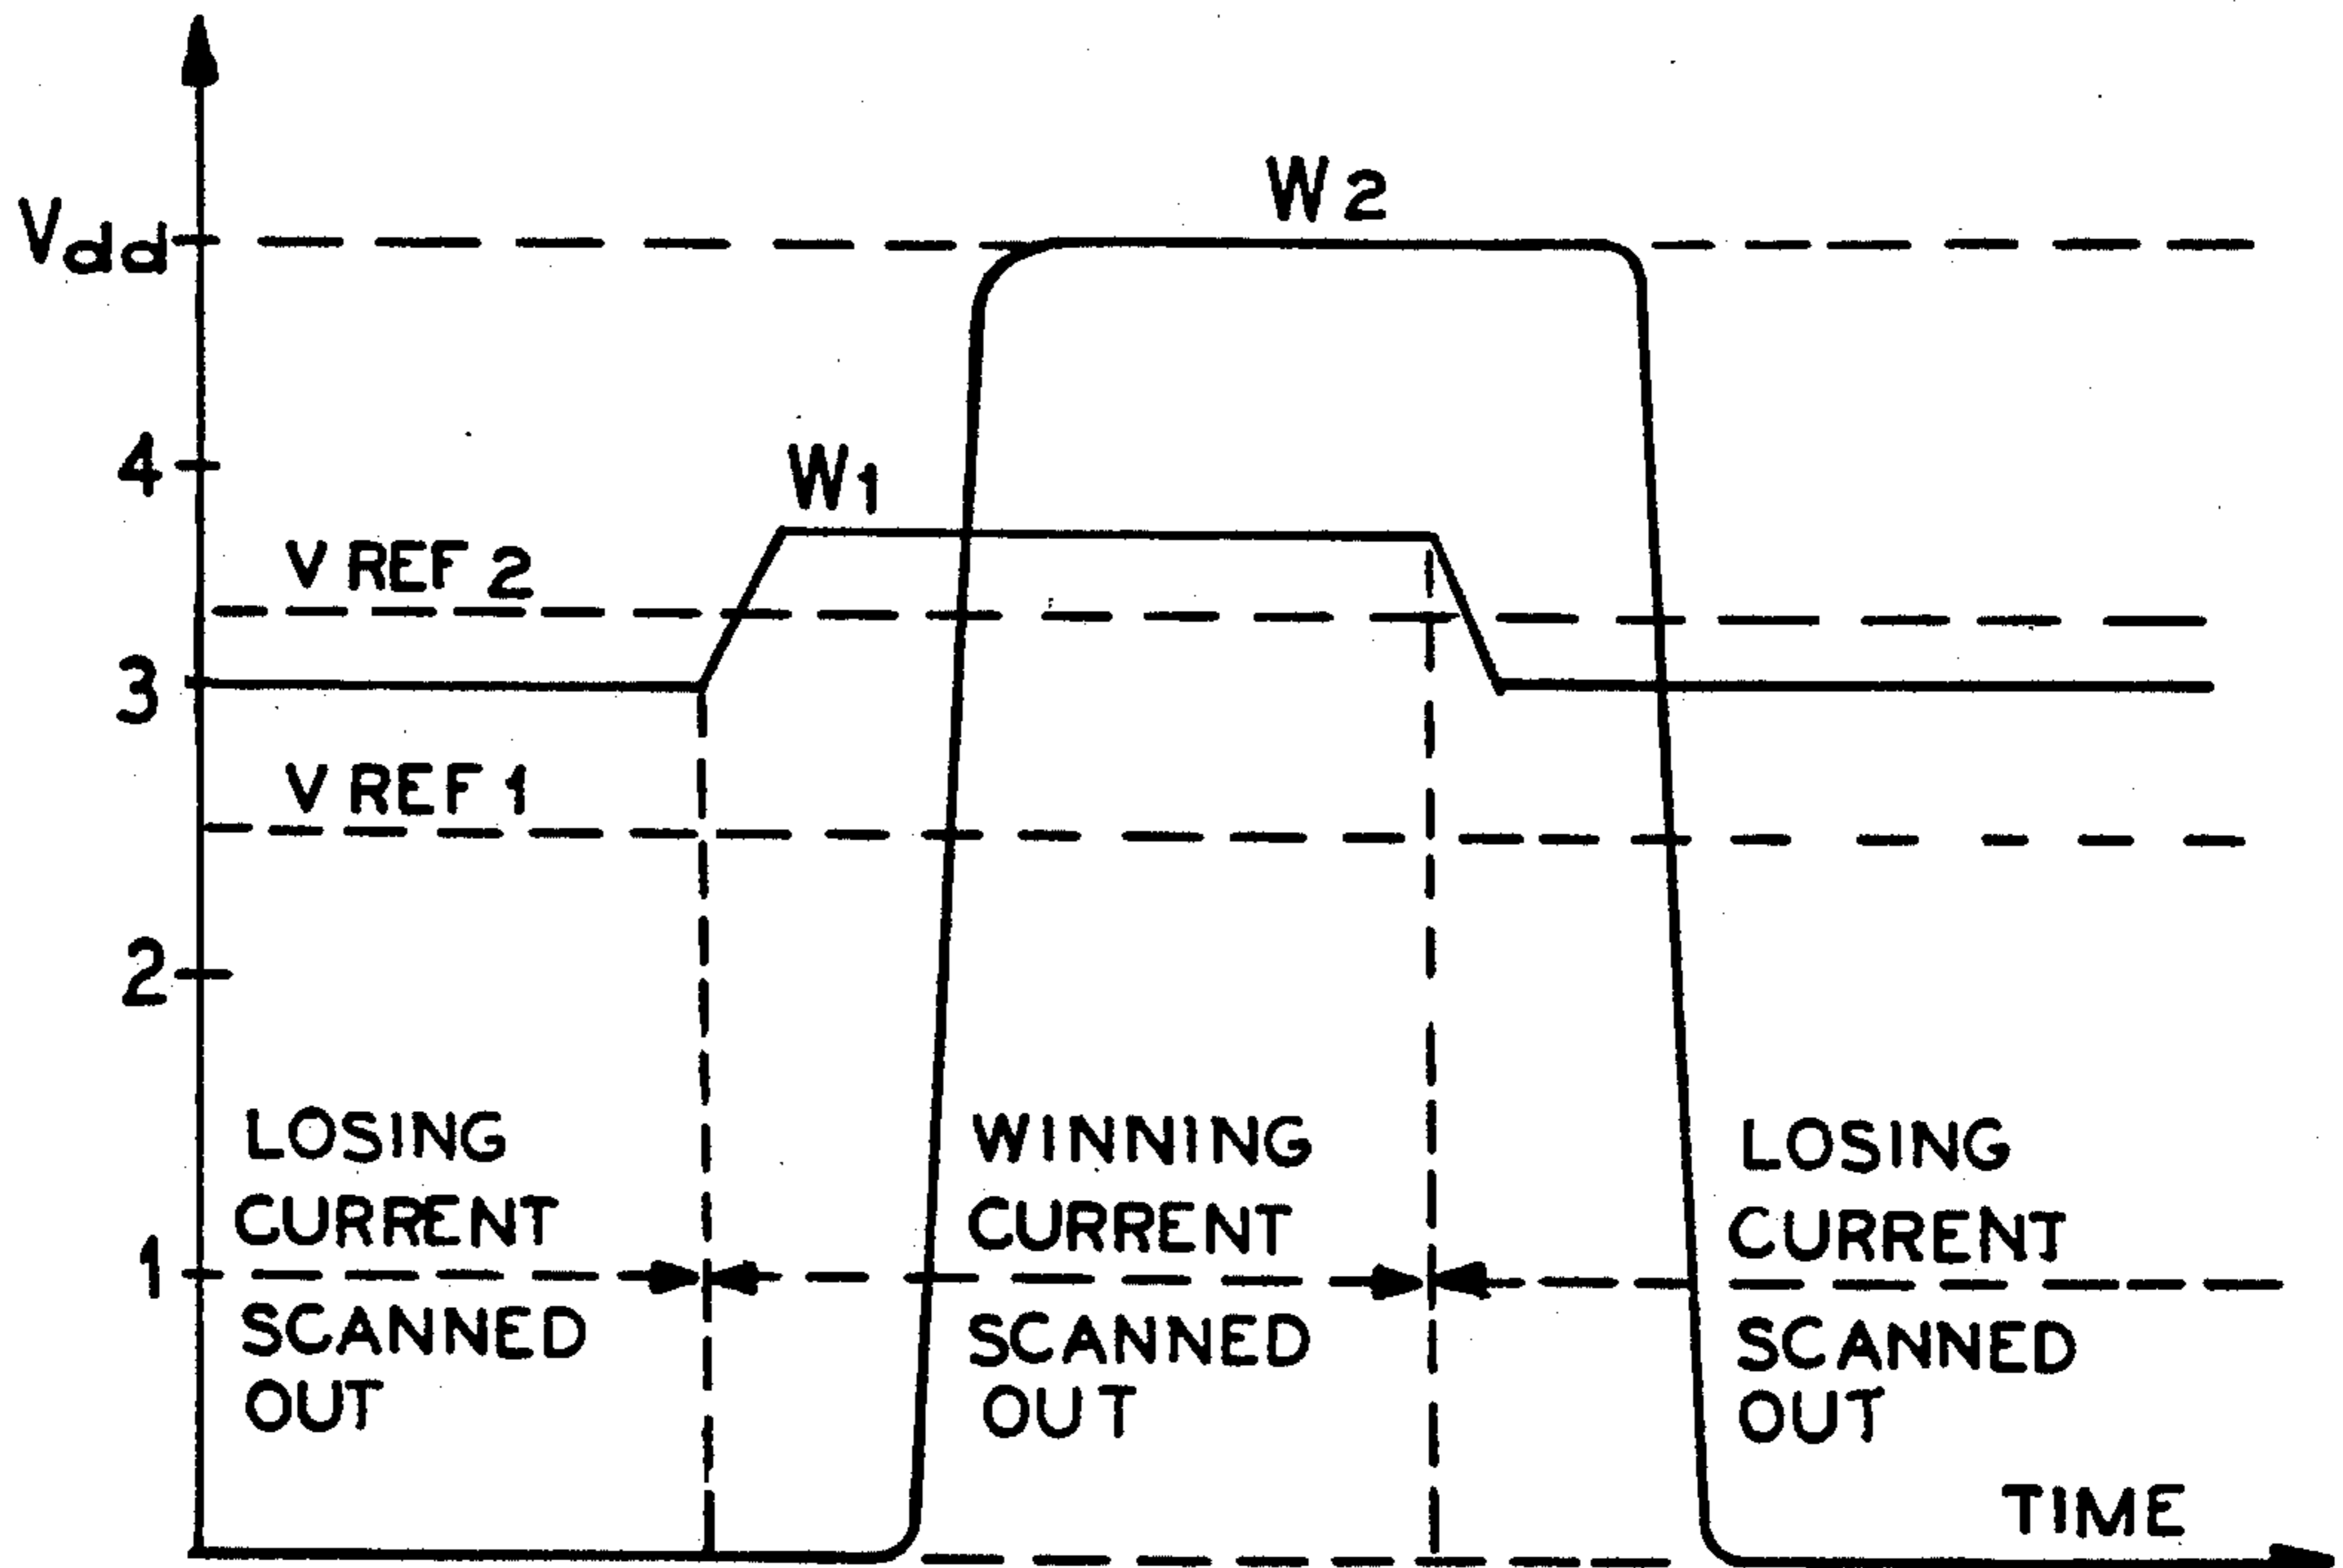 W2
Vdd
4
W1
V REF 2
3
V REF 1
2
LOSING
CURRENT
SCANNED
OUT
WINNING
CURRENT
SCANNED
OUT
LOSING
CURRENT
SCANNED
OUT
1
TIME